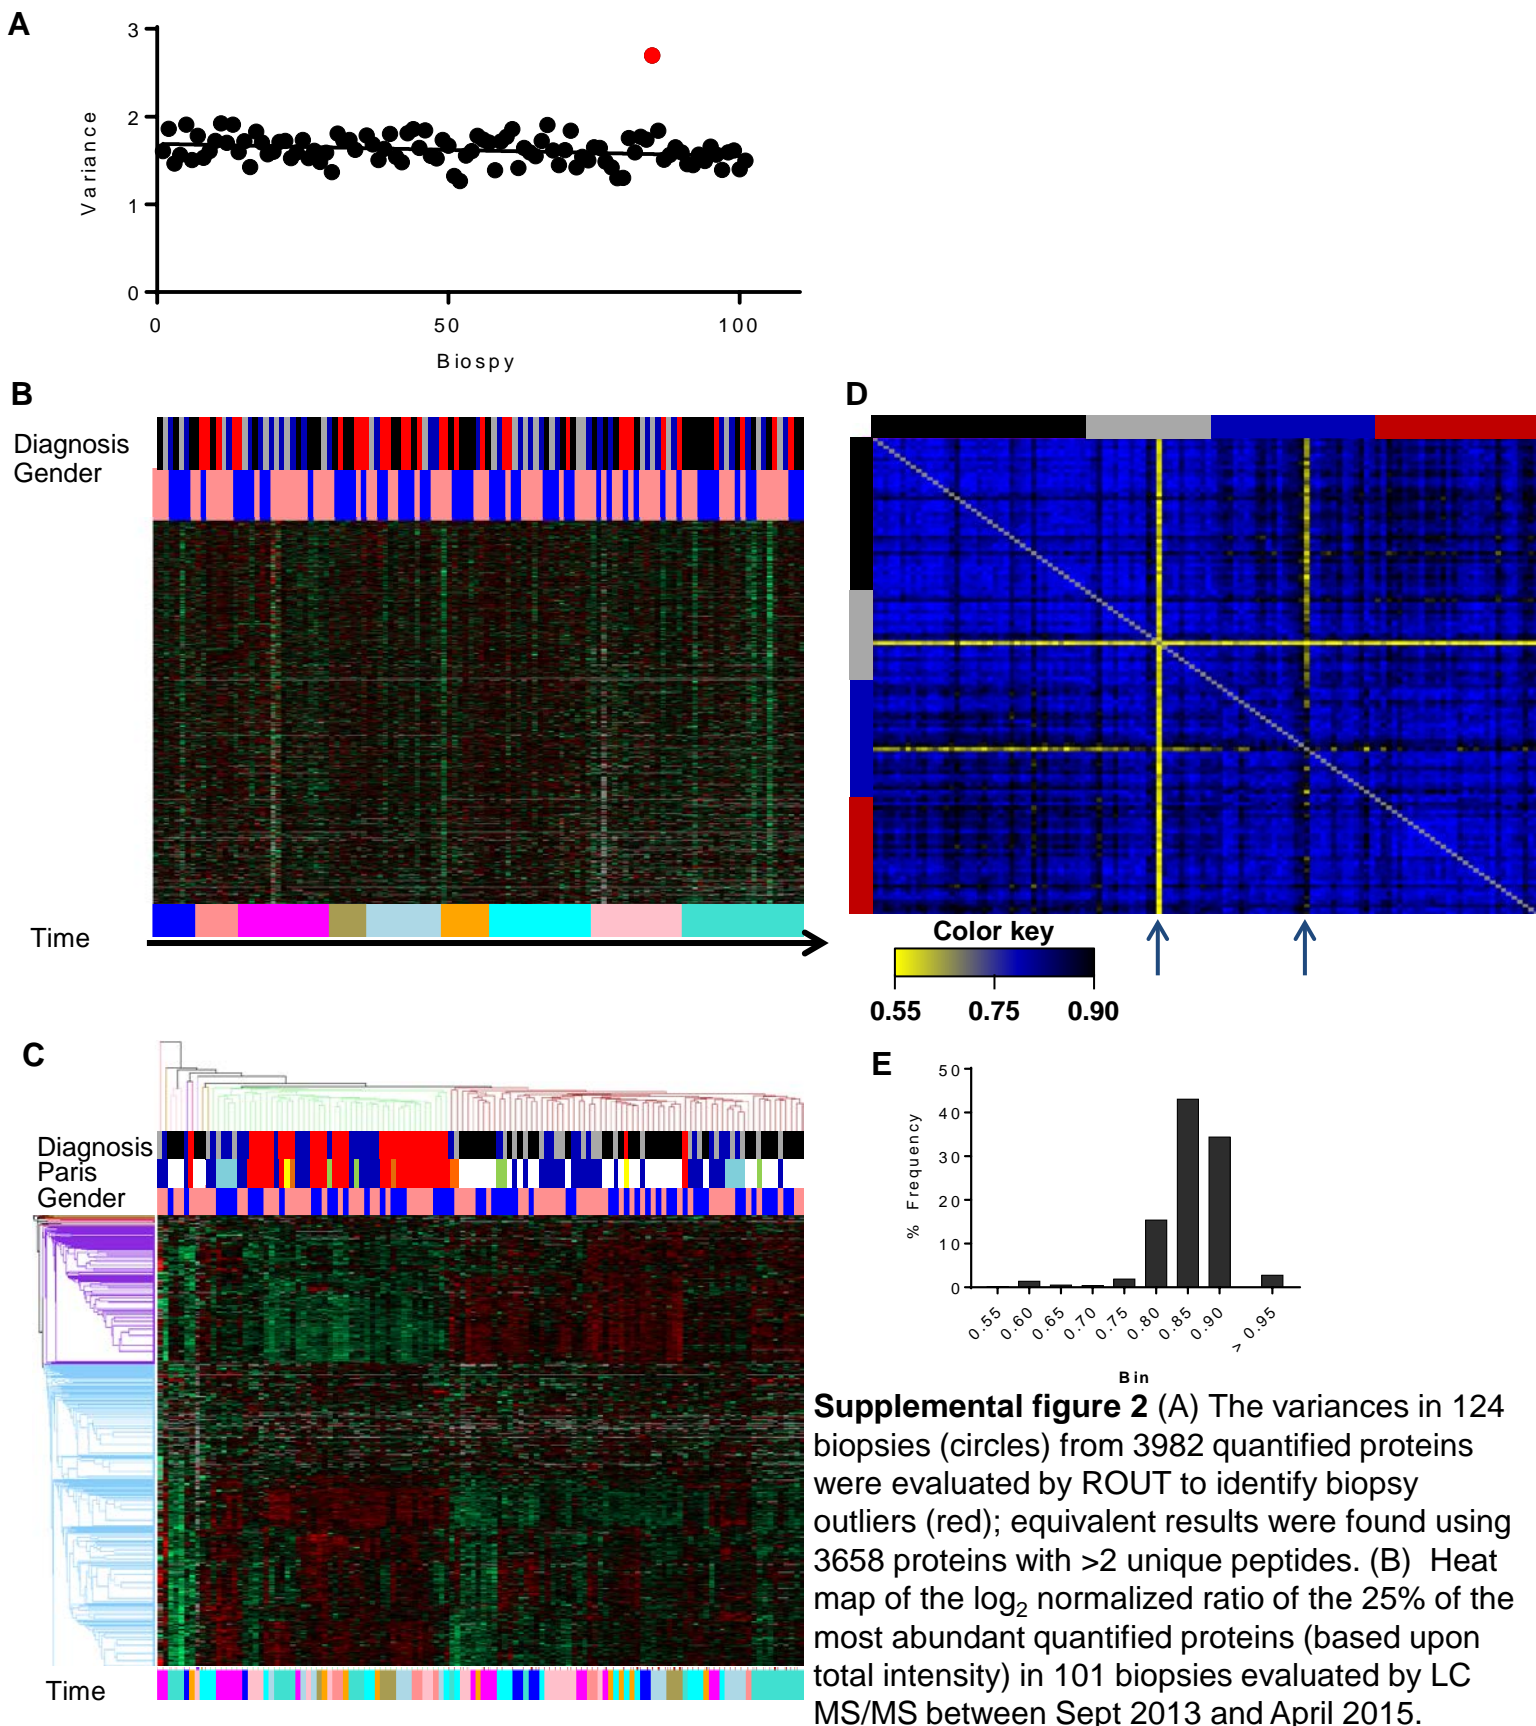 A
3
2
1
0
Variance
0 50 100
Biospy
B
Diagnosis
Gender
Time
D
Color key
0.55 0.75 0.90
C
Diagnosis
Paris
Gender
Time
E
50
40
30
20
10
0
% Frequency
0.55 0.60 0.65 0.70 0.75 0.80 0.85 0.90 > 0.95
Bin
Supplemental figure 2 (A) The variances in 124
biopsies (circles) from 3982 quantified proteins
were evaluated by ROUT to identify biopsy
outliers (red); equivalent results were found using
3658 proteins with >2 unique peptides. (B) Heat
map of the log2 normalized ratio of the 25% of the
most abundant quantified proteins (based upon
total intensity) in 101 biopsies evaluated by LC
MS/MS between Sept 2013 and April 2015.